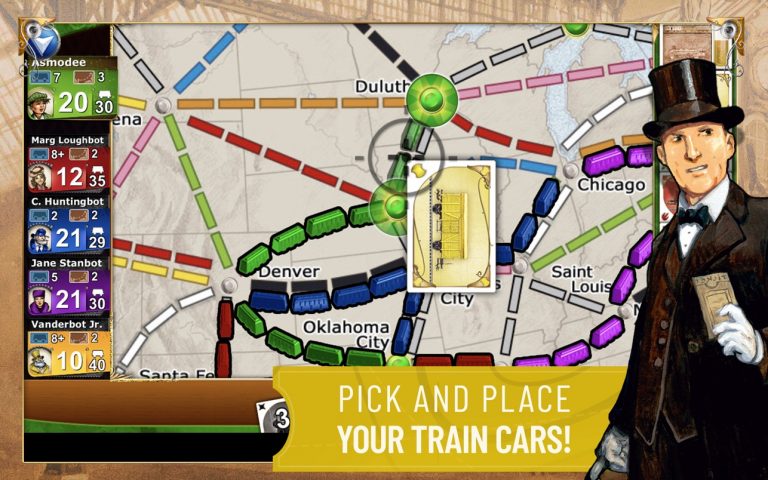 Asmodee
7 3
20 30
Marg Loughbot
8+ 2
12 35
C. Huntingbot
8+ 2
21 29
Jane Stanbot
5 2
21 30
Vanderbot Jr.
8+ 2
10 40
ena
Duluth
Chicago
Denver
City
Saint
Louis
Oklahoma
City
Santa Fe
3
PICK AND PLACE
YOUR TRAIN CARS!